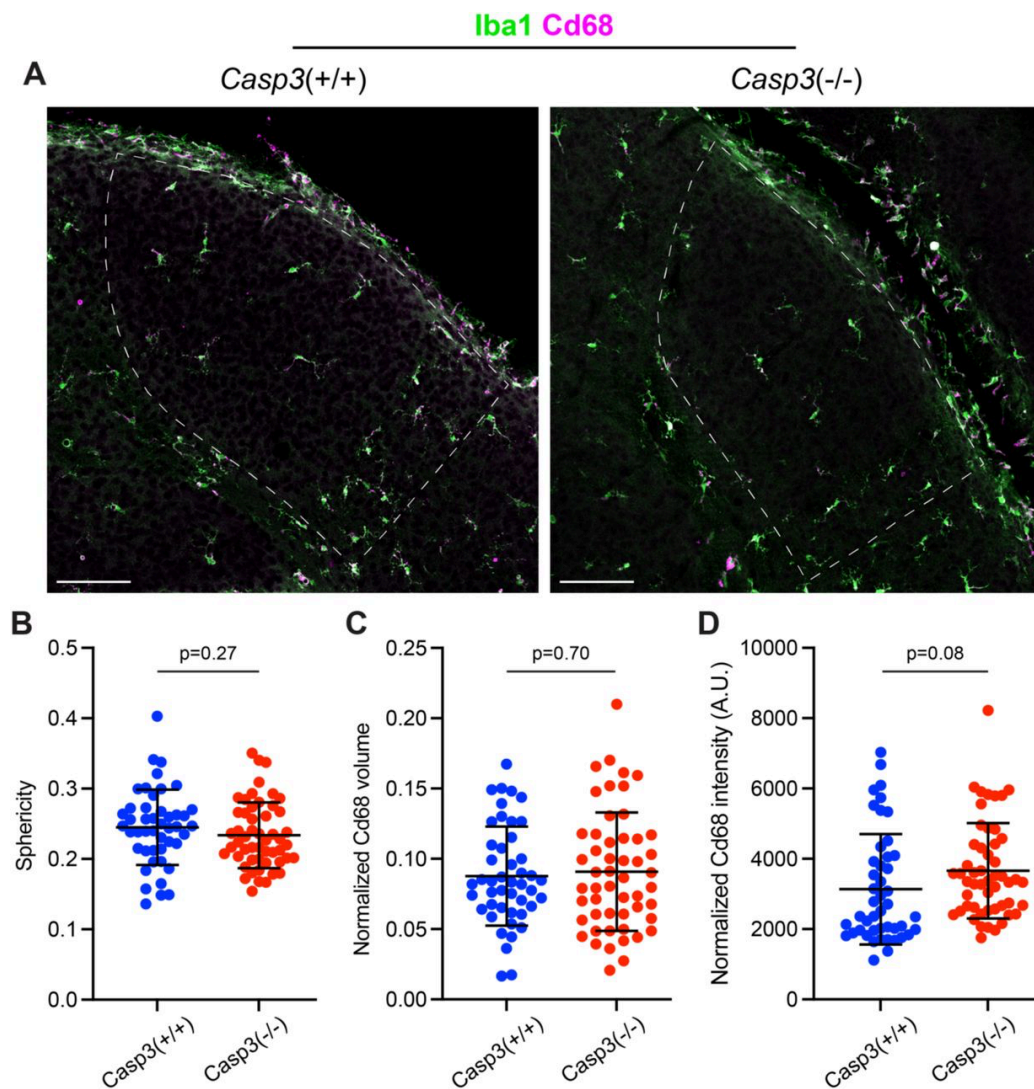 Iba1 Cd68
A
Casp3(+/+)
Casp3(-/-)
B
p=0.27
0.5
0.4
0.3
0.2
0.1
0.0
Sphericity
Casp3(+/+)
Casp3(-/-)
C
p=0.70
0.25
0.20
0.15
0.10
0.05
0.00
Normalized Cd68 volume
Casp3(+/+)
Casp3(-/-)
D
p=0.08
10000
8000
6000
4000
2000
0
Normalized Cd68 intensity (A.U.)
Casp3(+/+)
Casp3(-/-)